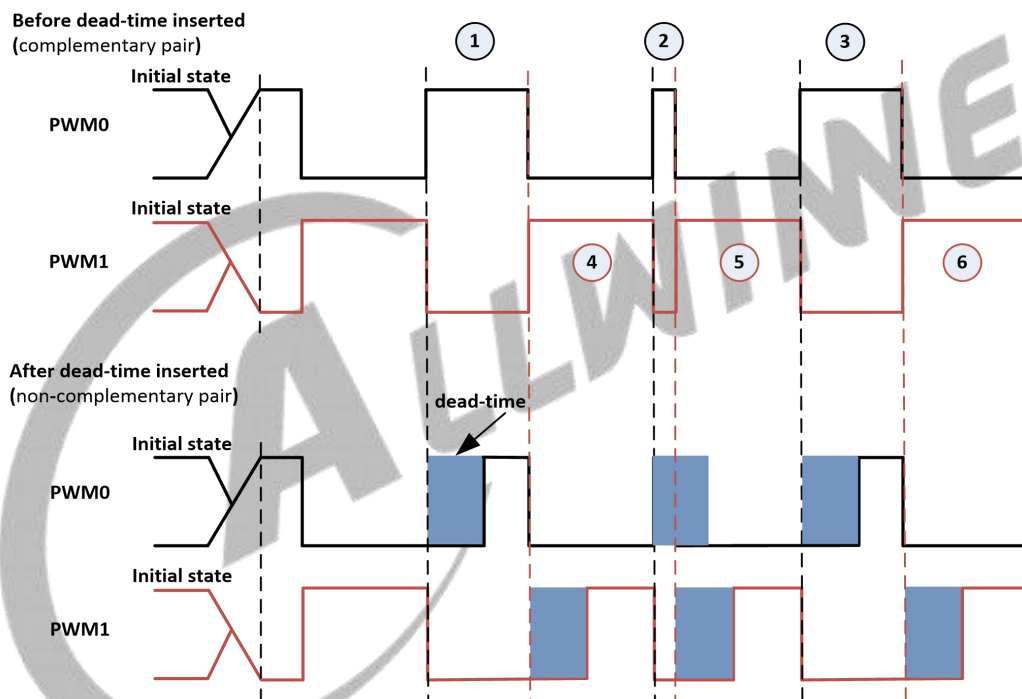 Before dead-time inserted
(complementary pair)
1
2
3
Initial state
PWM0
Initial state
PWM1
4
5
6
After dead-time inserted
(non-complementary pair)
dead-time
Initial state
PWM0
Initial state
PWM1
ALLWINNE